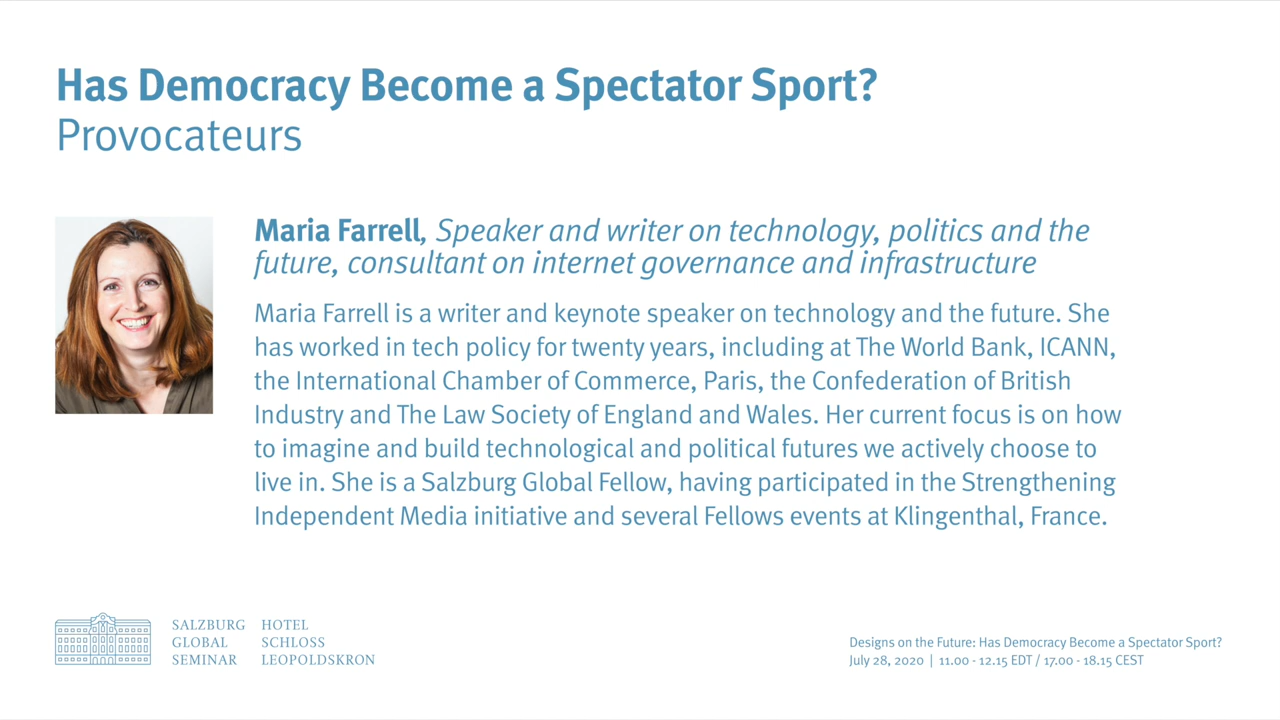 Has Democracy Become a Spectator Sport?
Provocateurs
Maria Farrell, Speaker and writer on technology, politics and the
future, consultant on internet governance and infrastructure
Maria Farrell is a writer and keynote speaker on technology and the future. She
has worked in tech policy for twenty years, including at The World Bank, ICANN,
the International Chamber of Commerce, Paris, the Confederation of British
Industry and The Law Society of England and Wales. Her current focus is on how
to imagine and build technological and political futures we actively choose to
live in. She is a Salzburg Global Fellow, having participated in the Strengthening
Independent Media initiative and several Fellows events at Klingenthal, France.
SALZBURG
GLOBAL
SEMINAR
HOTEL
SCHLOSS
LEOPOLDSKRON
Designs on the Future: Has Democracy Become a Spectator Sport?
July 28, 2020 | 11.00 - 12.15 EDT / 17.00 - 18.15 CEST